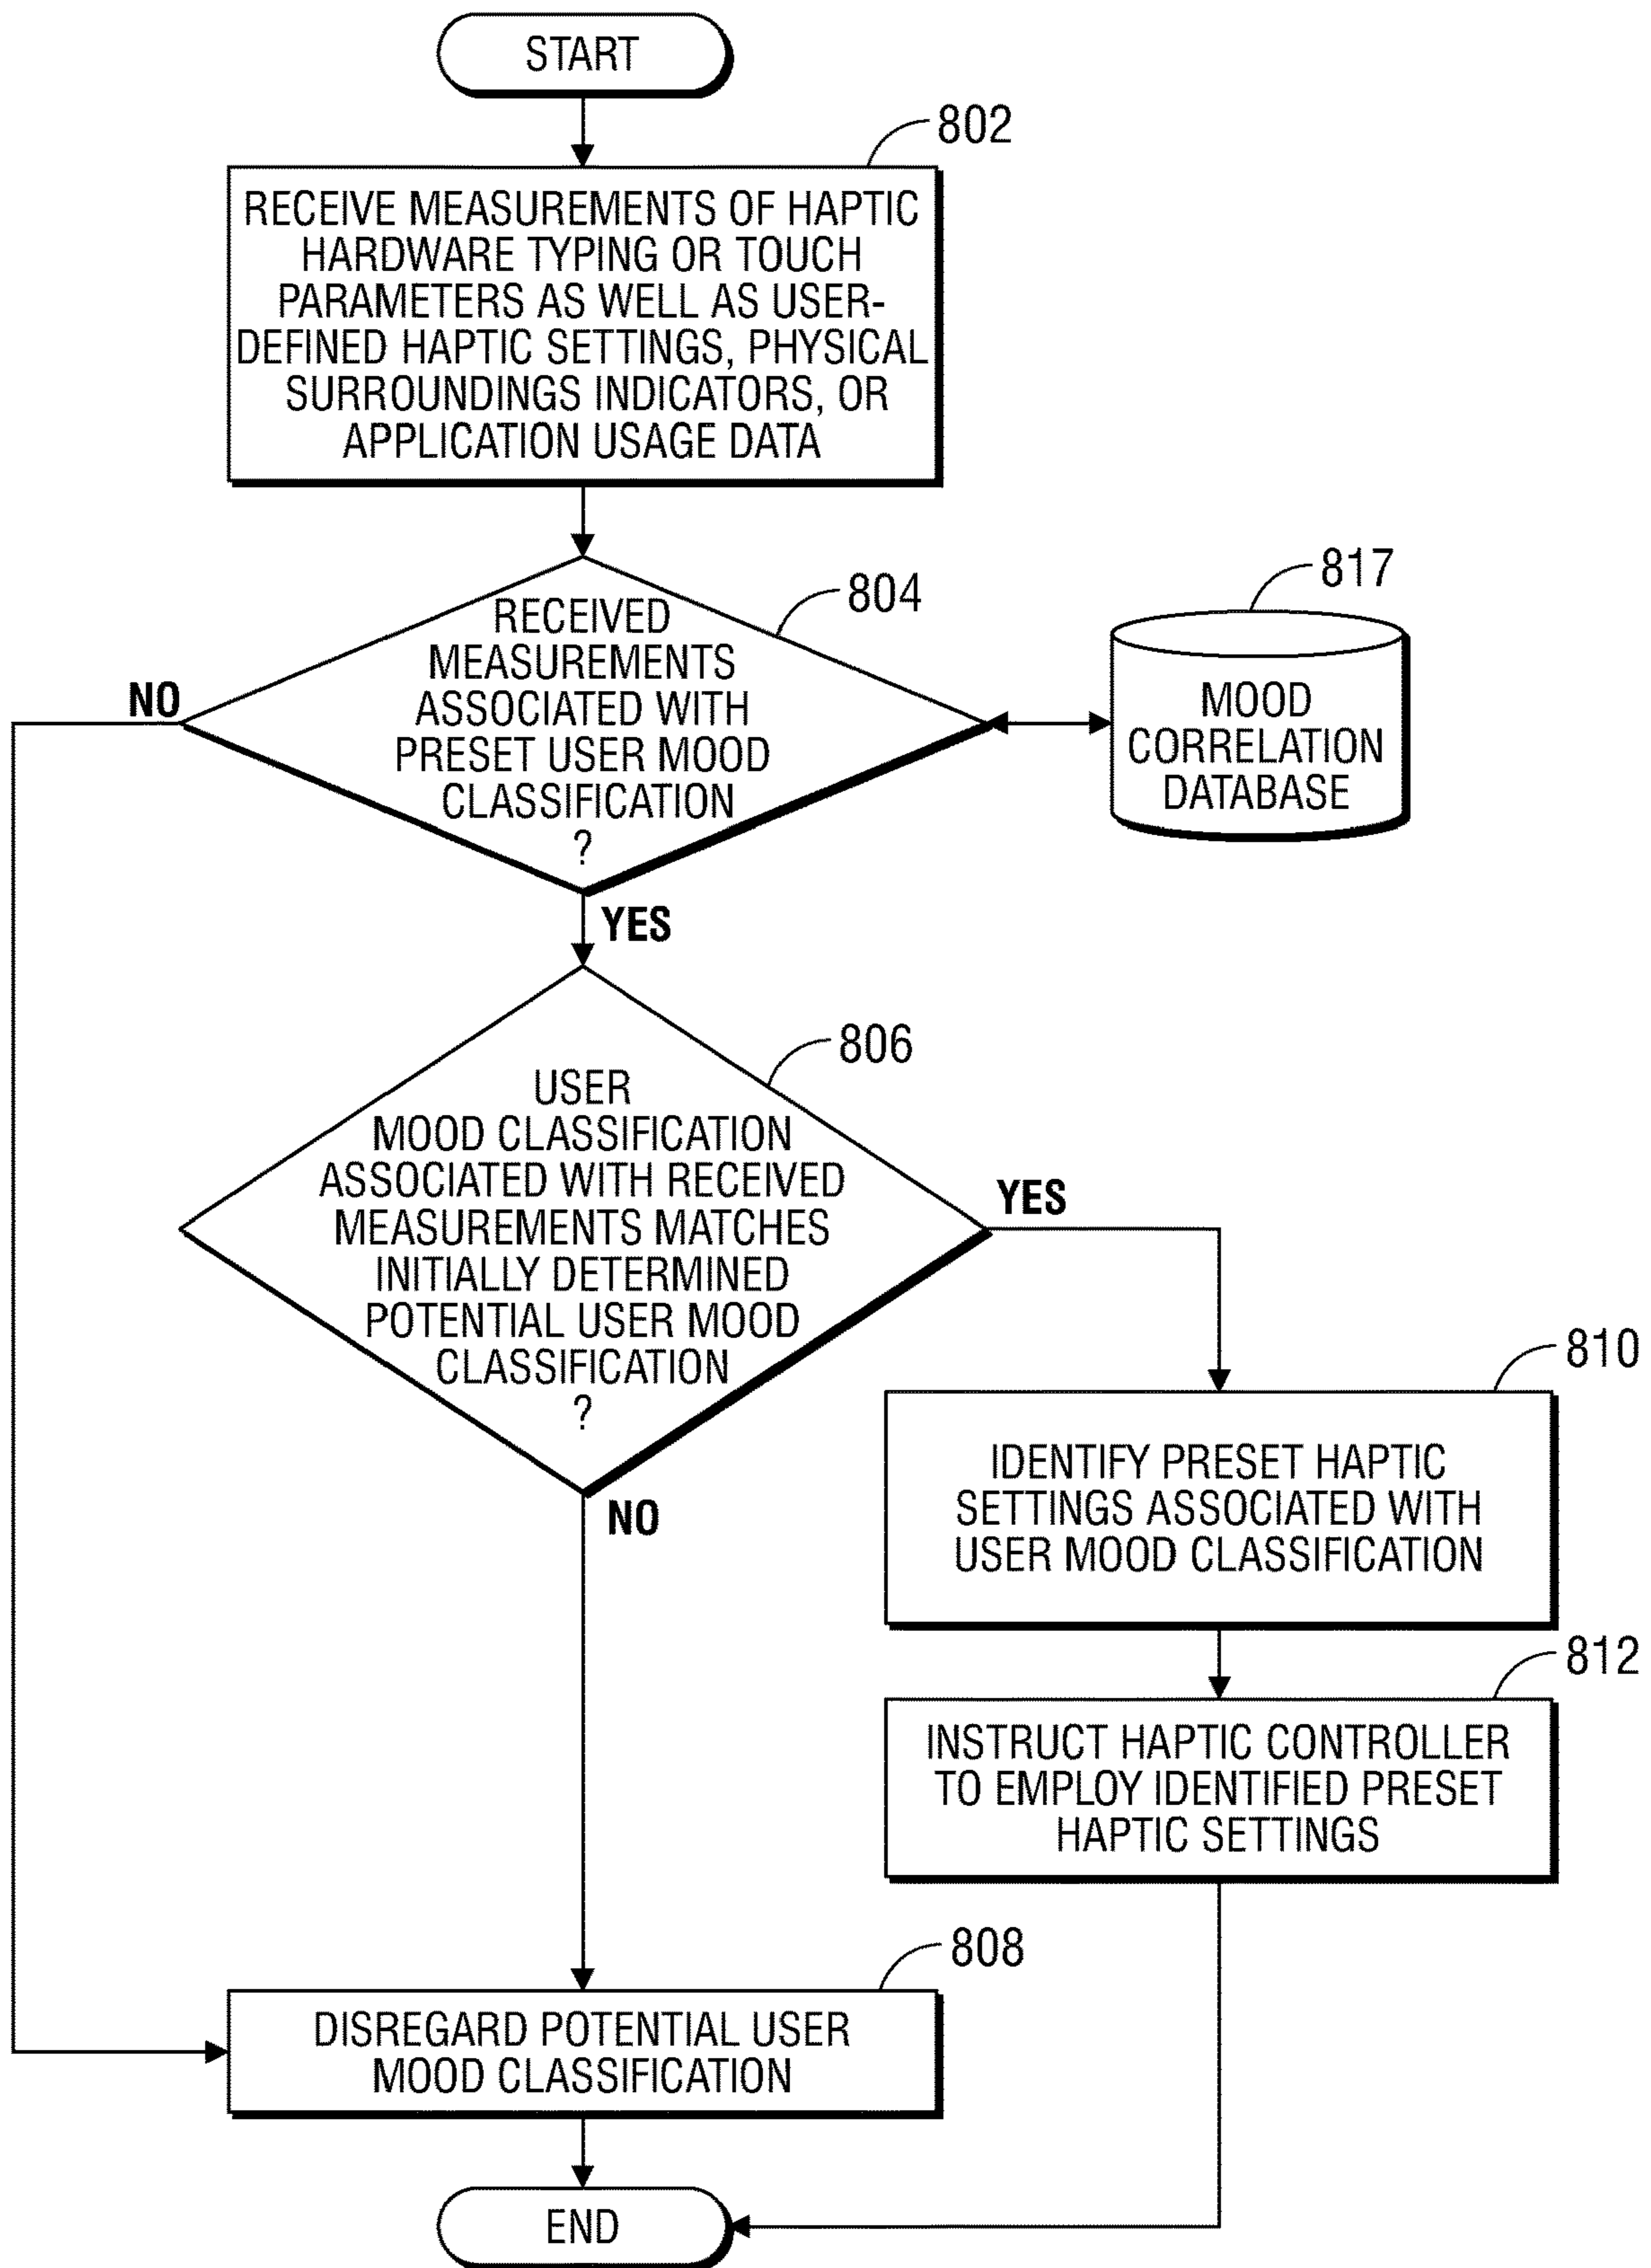 START
802
RECEIVE MEASUREMENTS OF HAPTIC
HARDWARE TYPING OR TOUCH
PARAMETERS AS WELL AS USER-
DEFINED HAPTIC SETTINGS, PHYSICAL
SURROUNDINGS INDICATORS, OR
APPLICATION USAGE DATA
804
RECEIVED
MEASUREMENTS
ASSOCIATED WITH
PRESET USER MOOD
CLASSIFICATION
?
NO
817
MOOD
CORRELATION
DATABASE
YES
806
USER
MOOD CLASSIFICATION
ASSOCIATED WITH RECEIVED
MEASUREMENTS MATCHES
INITIALLY DETERMINED
POTENTIAL USER MOOD
CLASSIFICATION
?
YES
NO
810
IDENTIFY PRESET HAPTIC
SETTINGS ASSOCIATED WITH
USER MOOD CLASSIFICATION
812
INSTRUCT HAPTIC CONTROLLER
TO EMPLOY IDENTIFIED PRESET
HAPTIC SETTINGS
808
DISREGARD POTENTIAL USER
MOOD CLASSIFICATION
END